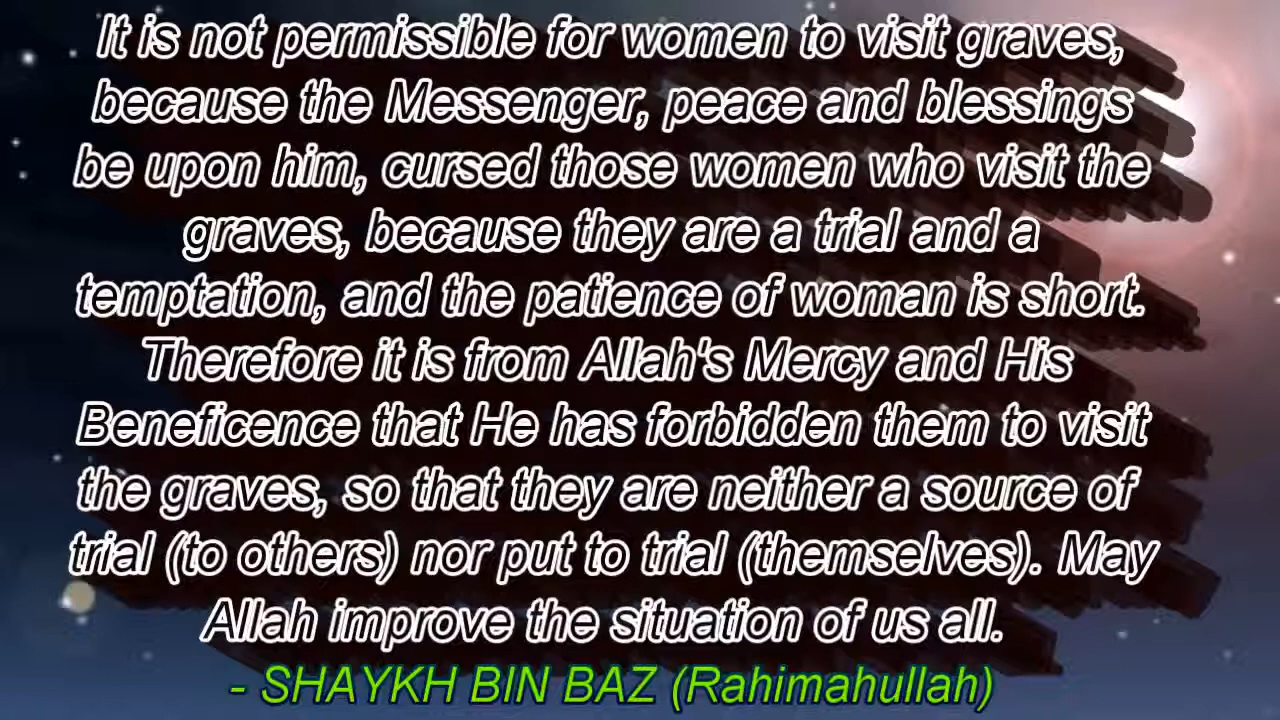 It is not permissible for women to visit graves,
because the Messenger, peace and blessings
be upon him, cursed those women who visit the
graves, because they are a trial and a
temptation, and the patience of woman is short.
Therefore it is from Allah's Mercy and His
Beneficence that He has forbidden them to visit
the graves, so that they are neither a source of
trial (to others) nor put to trial (themselves). May
Allah improve the situation of us all.
- SHAYKH BIN BAZ (Rahimahullah)